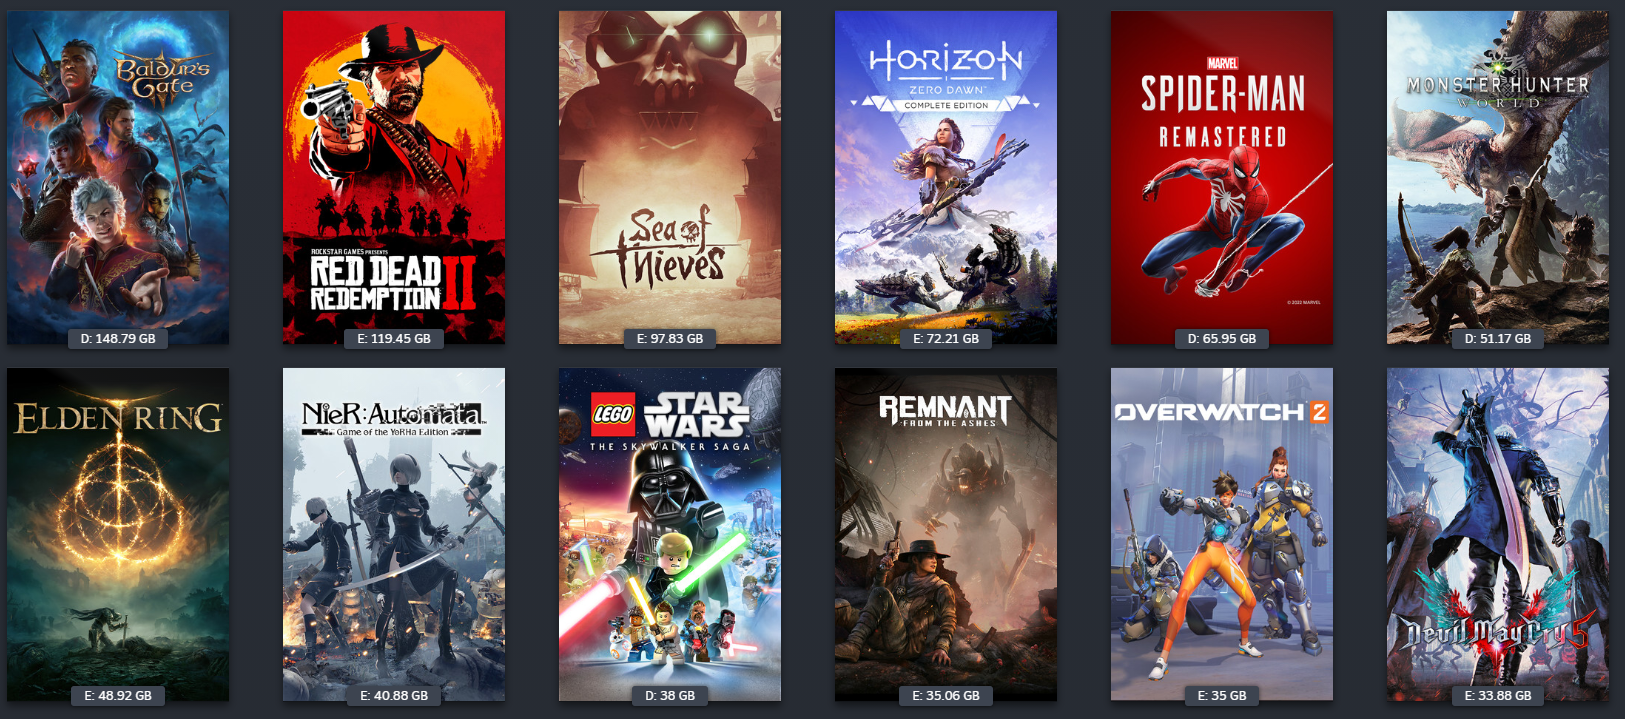 BALDUR'S
GATE
D: 148.79 GB
ROCKSTAR GAMES PRESENTS
RED DEAD
REDEMPTION II
E: 119.45 GB
Sea of
Thieves
E: 97.83 GB
HORIZON
ZERO DAWN™
COMPLETE EDITION
E: 72.21 GB
MARVEL
SPIDER-MAN
REMASTERED
© 2022 MARVEL
D: 65.95 GB
MONSTER HUNTER
WORLD
D: 51.17 GB
ELDEN RING
E: 48.92 GB
NieR:Automata™
Game of the YoRHa Edition
E: 40.88 GB
LEGO
STAR
WARS
THE SKYWALKER SAGA
D: 38 GB
REMNANT
FROM THE ASHES
E: 35.06 GB
OVERWATCH 2
E: 35 GB
Devil May Cry 5
E: 33.88 GB